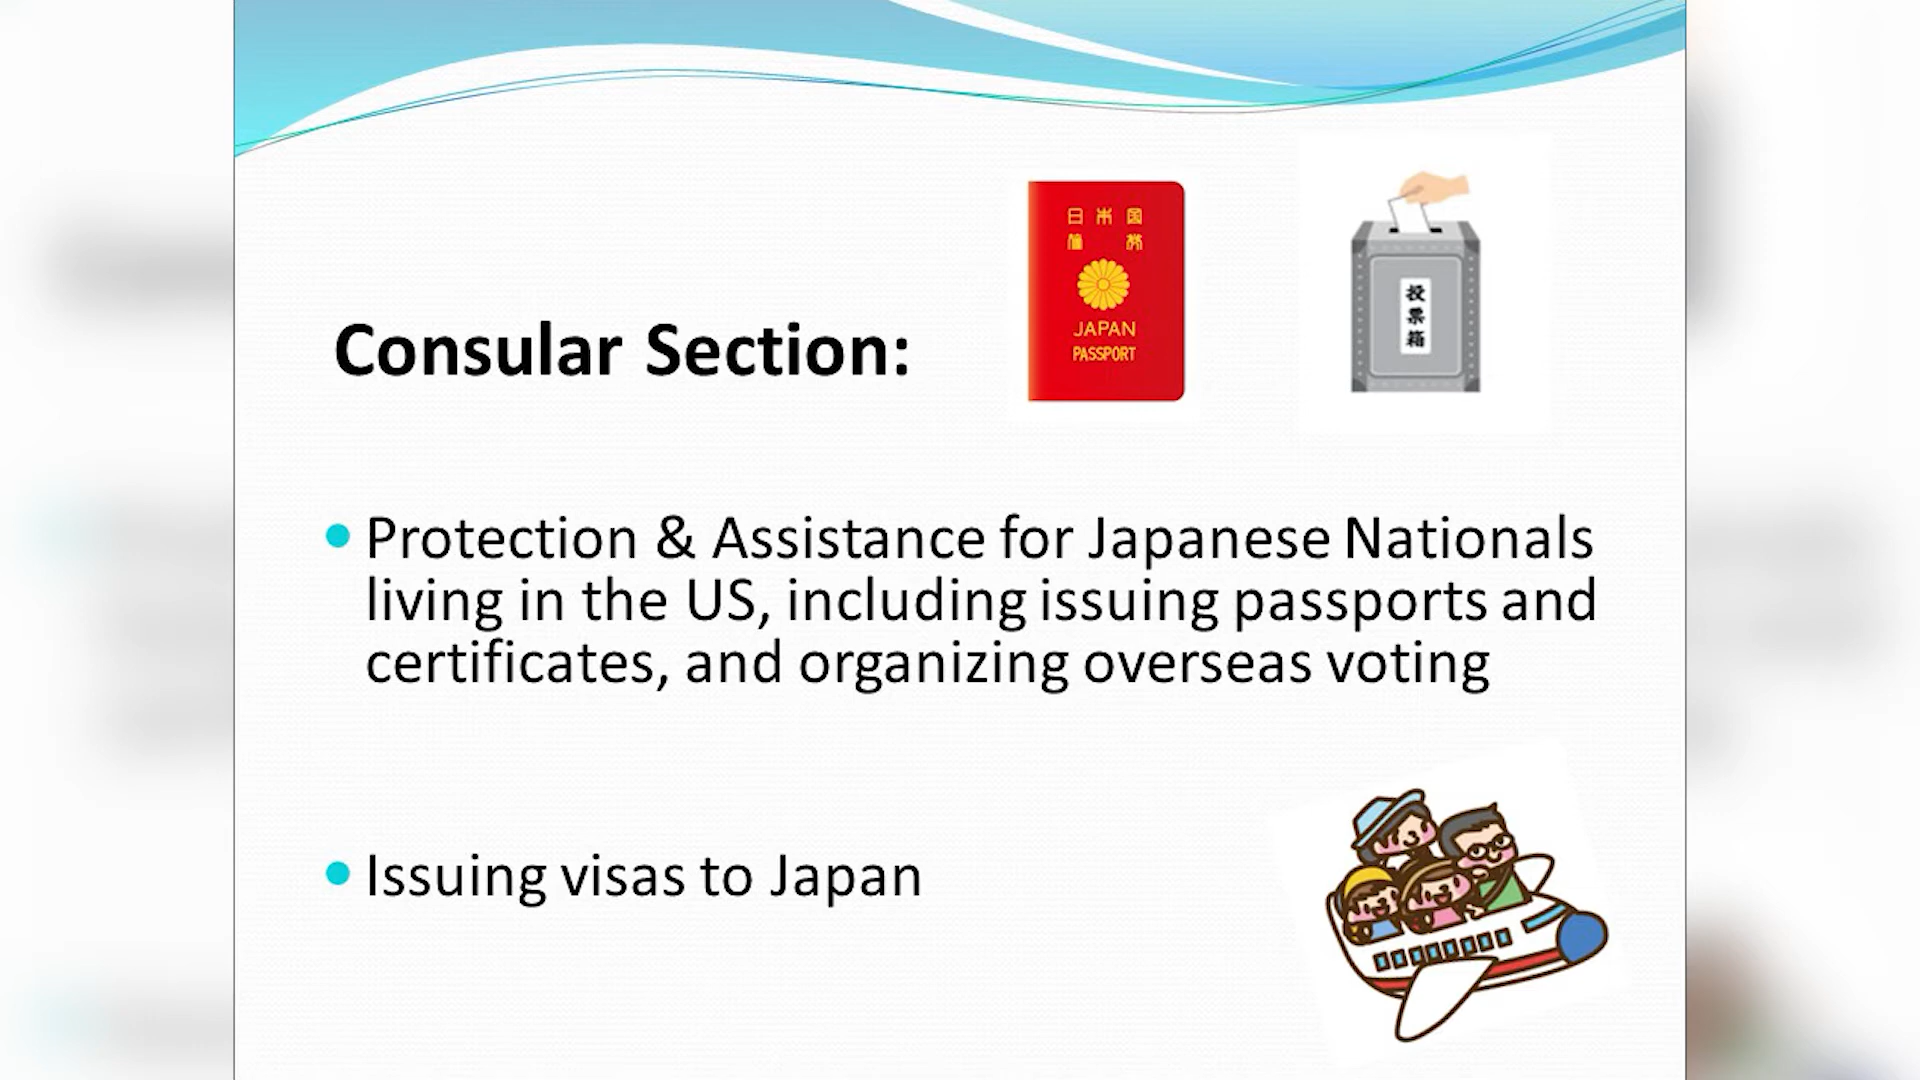 日本国
旅 券
JAPAN
PASSPORT
投
票
箱
Consular Section:
• Protection & Assistance for Japanese Nationals
living in the US, including issuing passports and
certificates, and organizing overseas voting
• Issuing visas to Japan